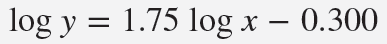 log y = 1.75 log x − 0.300